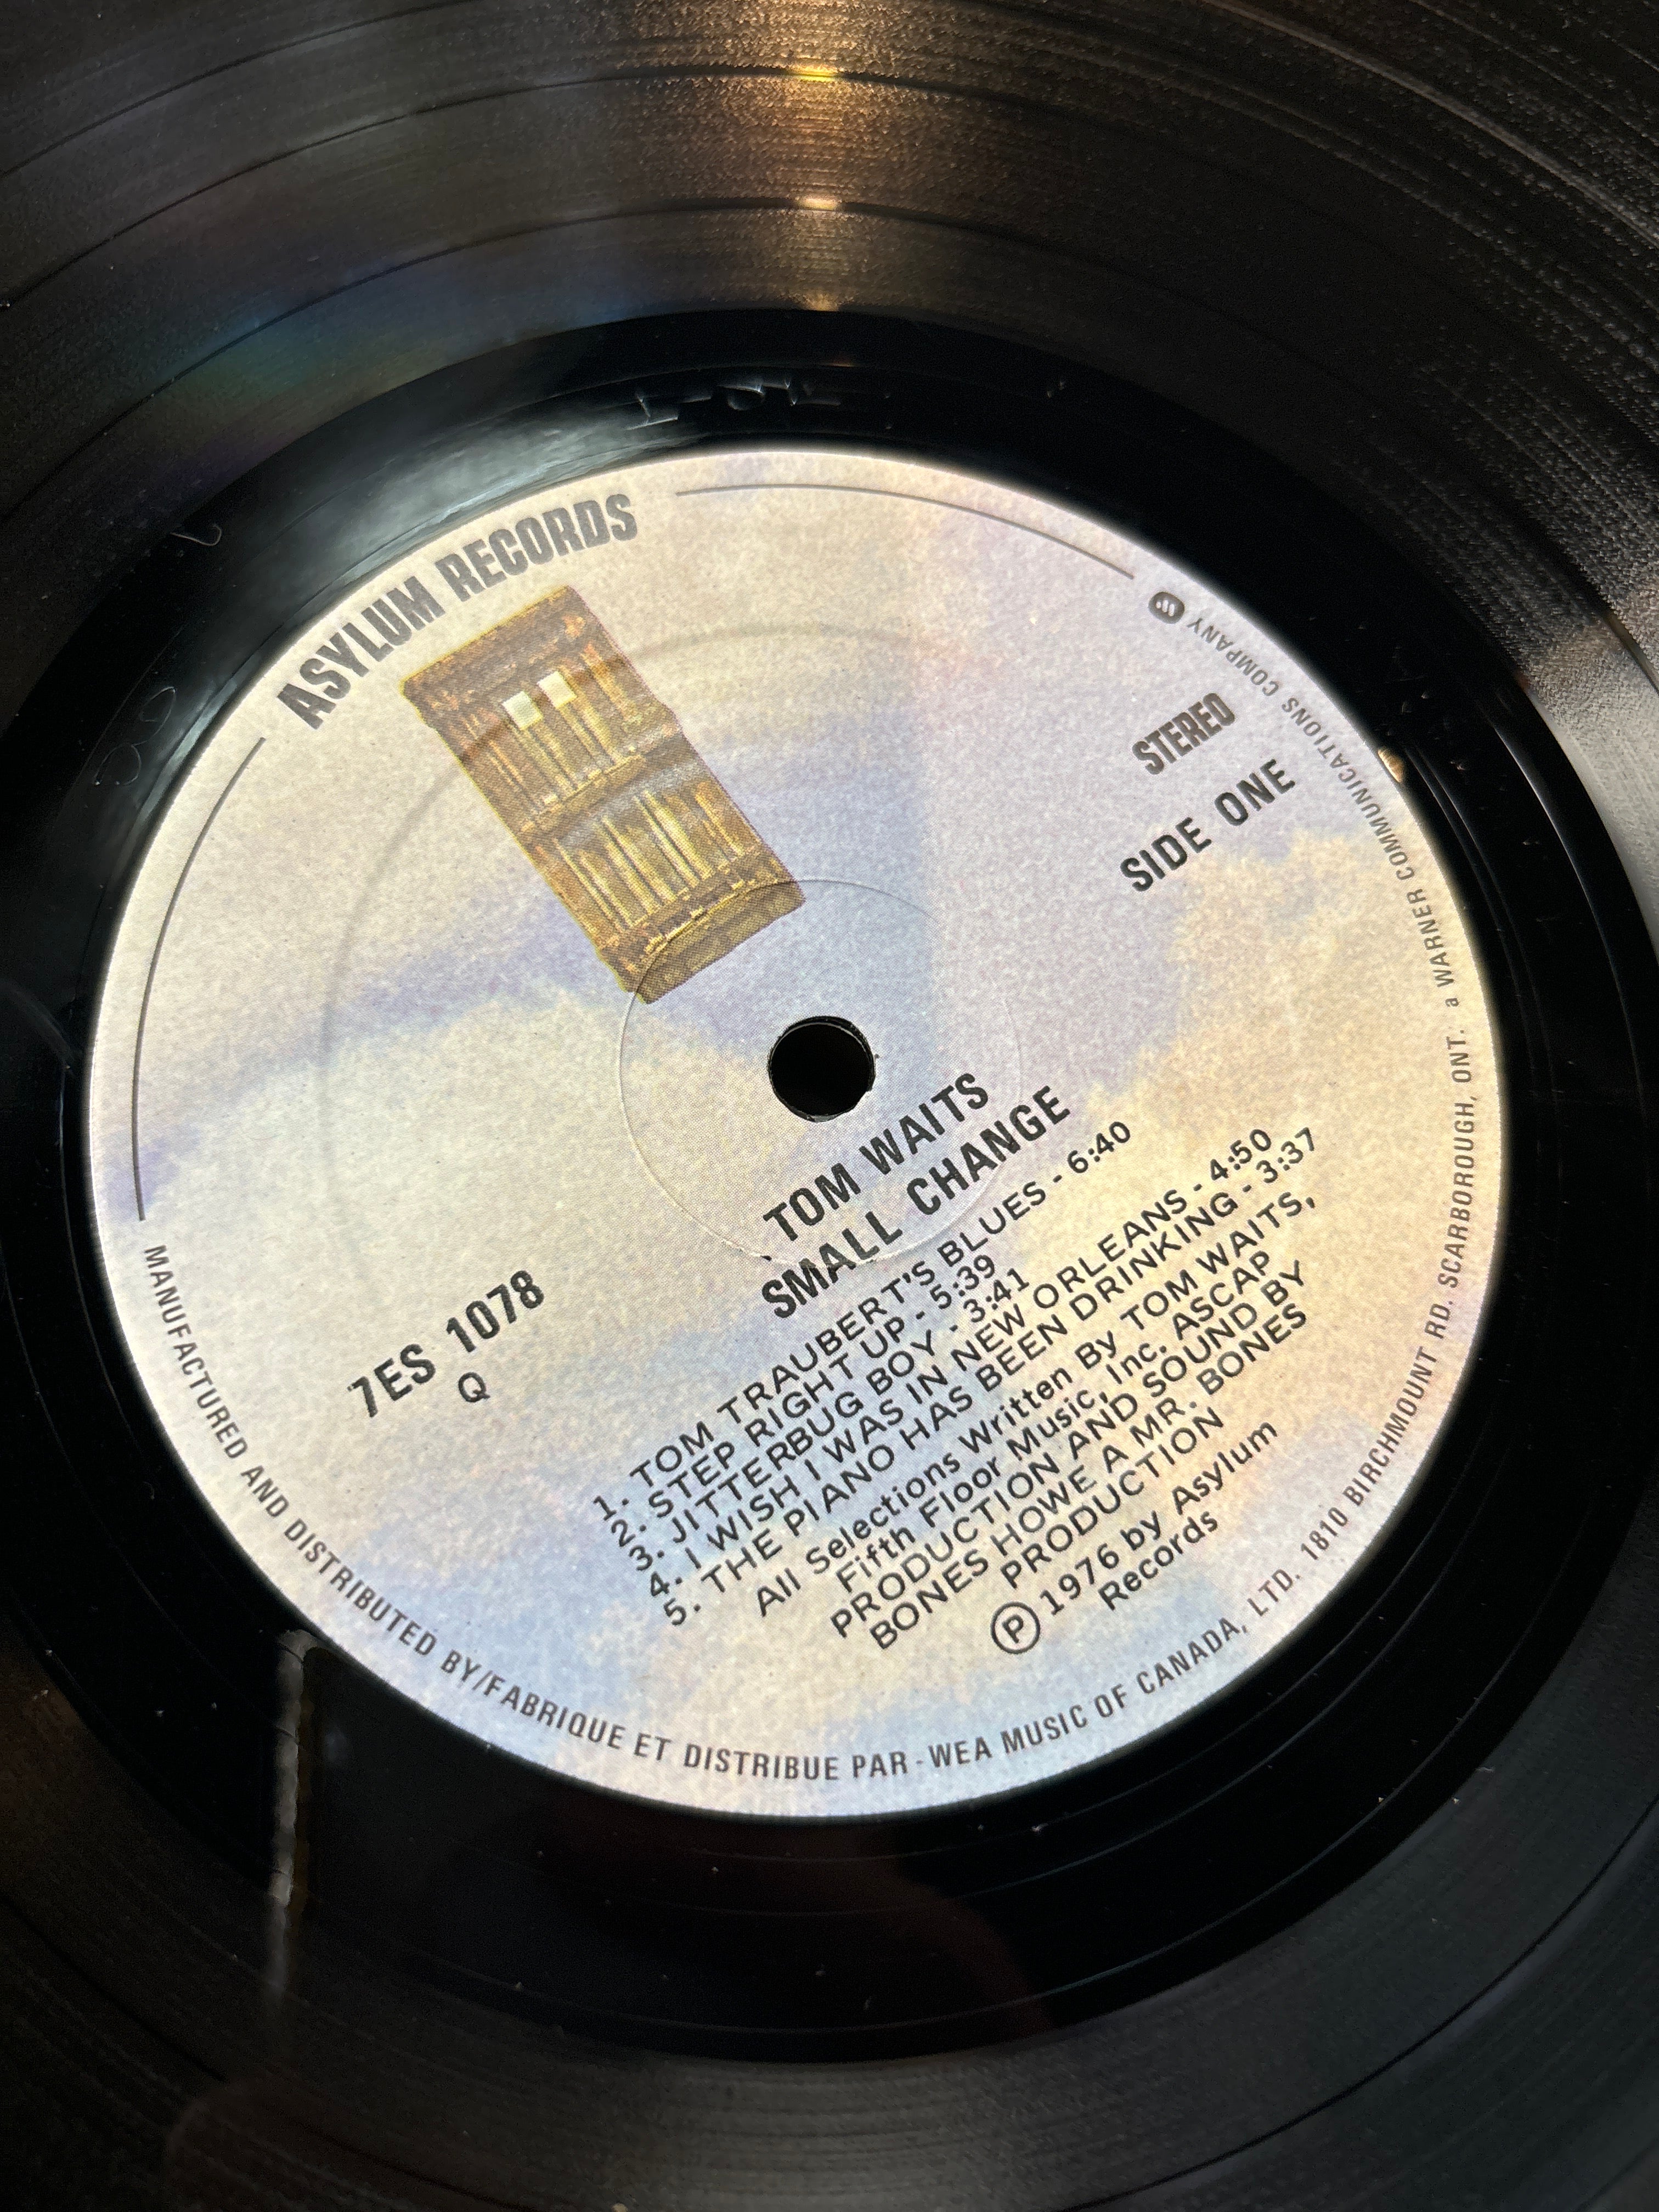 ASYLUM RECORDS
STEREO
SIDE ONE
7ES 1078
Q
TOM WAITS
SMALL CHANGE
1. TOM TRAUBERT'S BLUES - 6:40
2. STEP RIGHT UP - 5:39
3. JITTERBUG BOY - 3:41
4. I WISH I WAS IN NEW ORLEANS - 4:50
5. THE PIANO HAS BEEN DRINKING - 3:37
All Selections Written By TOM WAITS,
Fifth Floor Music, Inc. ASCAP
PRODUCTION AND SOUND BY
BONES HOWE A MR. BONES
PRODUCTION
Ⓟ 1976 by Asylum
Records
MANUFACTURED AND DISTRIBUTED BY/FABRIQUE ET DISTRIBUE PAR - WEA MUSIC OF CANADA, LTD. 1810 BIRCHMOUNT RD. SCARBOROUGH, ONT. a WARNER COMMUNICATIONS COMPANY